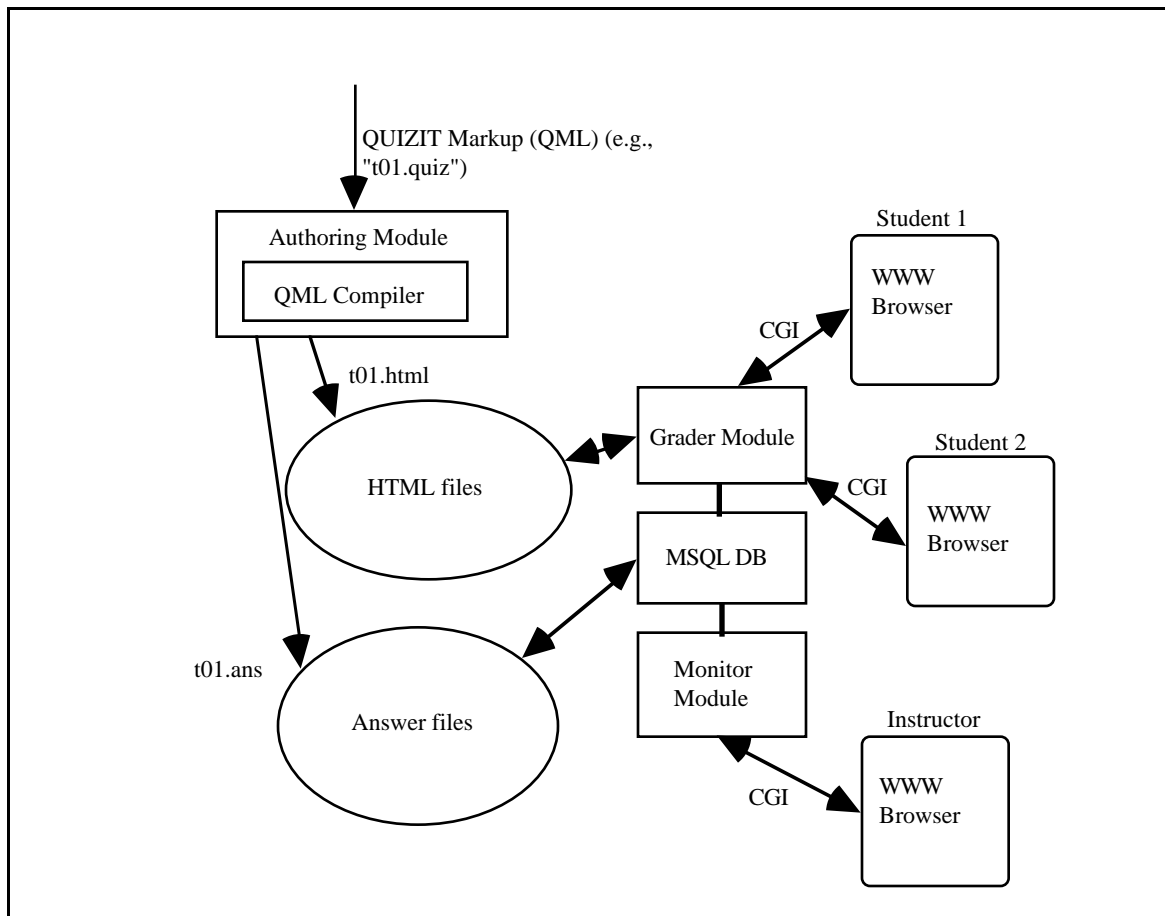 QUIZIT Markup (QML) (e.g.,
"t01.quiz")
Authoring Module
QML Compiler
t01.html
HTML files
t01.ans
Answer files
Student 1
WWW
Browser
CGI
Grader Module
Student 2
CGI
WWW
Browser
MSQL DB
Monitor
Module
Instructor
CGI
WWW
Browser